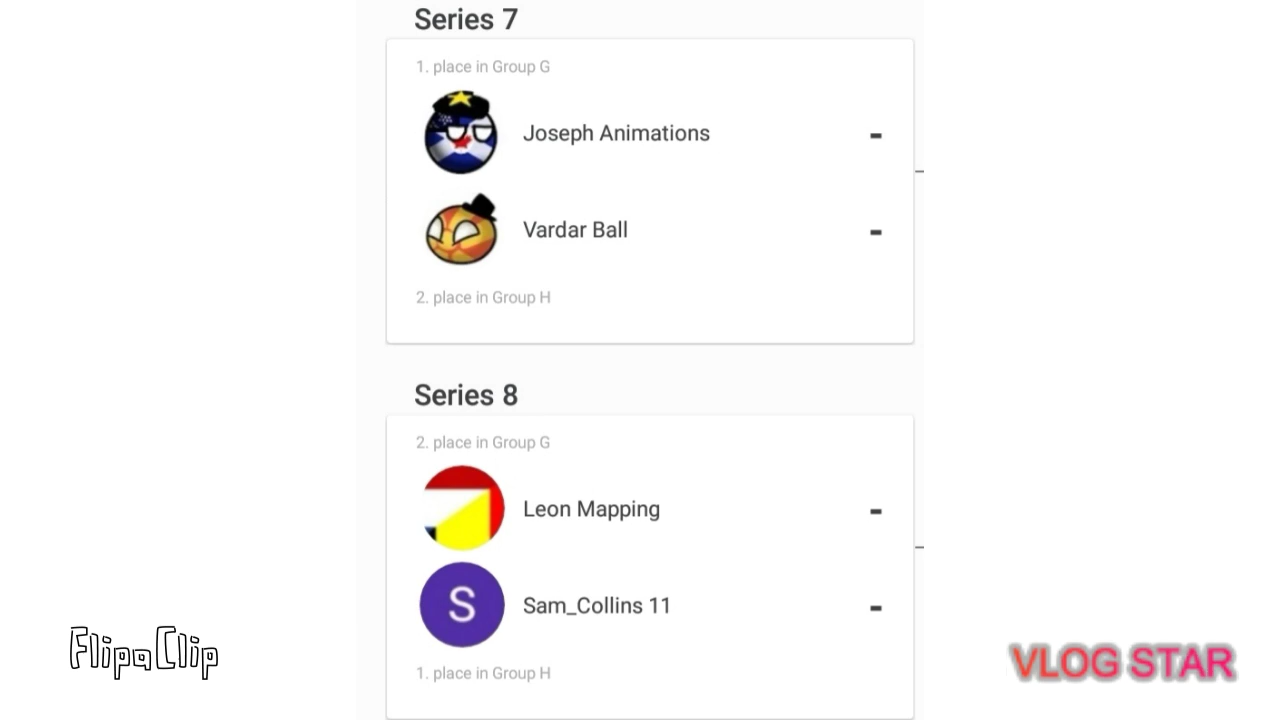 Series 7
1. place in Group G
Joseph Animations -
Vardar Ball -
2. place in Group H
Series 8
2. place in Group G
Leon Mapping -
S Sam_Collins 11 -
1. place in Group H
FlipaClip
VLOG STAR